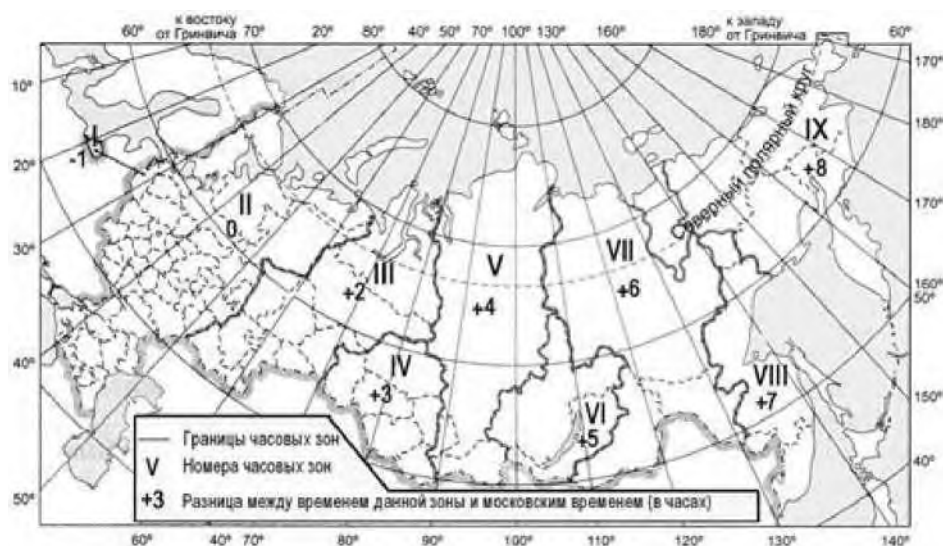 к востоку
от Гринвича
к западу
от Гринвича
60° 70° 20° 80° 40° 50° 70° 100° 130° 160° 180° 60°
10°
20°
30°
40°
50°
170°
180°
170°
160°
50°
150°
40°
Северный полярный круг
I
-1
II
0
III
+2
IV
+3
V
+4
VI
+5
VII
+6
VIII
+7
IX
+8
Границы часовых зон
V Номера часовых зон
+3 Разница между временем данной зоны и московским временем (в часах)
60° 40° 70° 80° 90° 100° 110° 120° 130° 140°